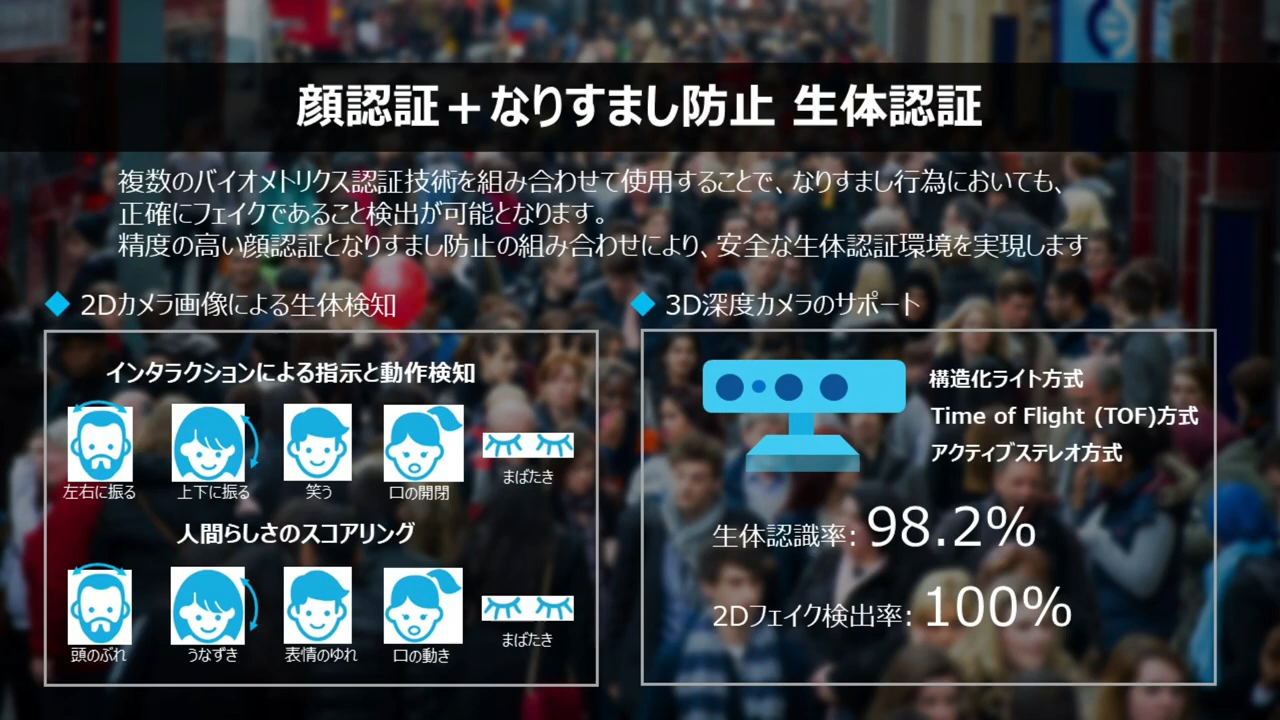 顔認証＋なりすまし防止 生体認証
複数のバイオメトリクス認証技術を組み合わせて使用することで、なりすまし行為においても、
正確にフェイクであること検出が可能となります。
精度の高い顔認証となりすまし防止の組み合わせにより、安全な生体認証環境を実現します
◆ 2Dカメラ画像による生体検知
インタラクションによる指示と動作検知
左右に振る 上下に振る 笑う 口の開閉 まばたき
人間らしさのスコアリング
頭のぶれ うなずき 表情のゆれ 口の動き まばたき
◆ 3D深度カメラのサポート
構造化ライト方式
Time of Flight (TOF)方式
アクティブステレオ方式
生体認識率: 98.2%
2Dフェイク検出率: 100%